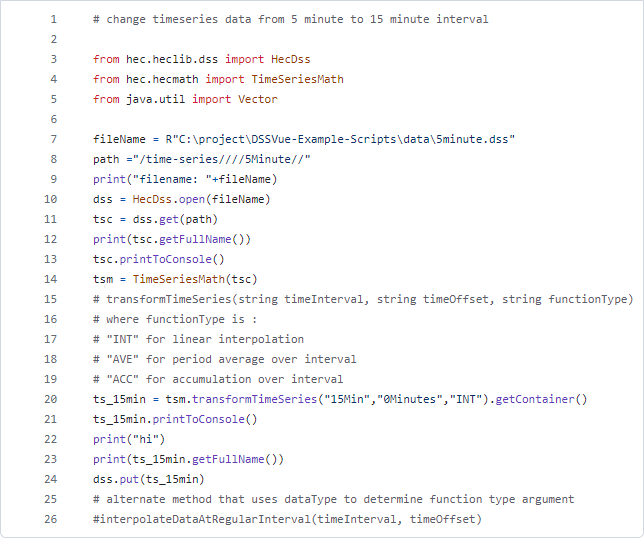 1 # change timeseries data from 5 minute to 15 minute interval
2
3 from hec.heclib.dss import HecDss
4 from hec.hecmath import TimeSeriesMath
5 from java.util import Vector
6
7 fileName = R"C:\project\DSSVue-Example-Scripts\data\5minute.dss"
8 path ="/time-series////5Minute//"
9 print("filename: "+fileName)
10 dss = HecDss.open(fileName)
11 tsc = dss.get(path)
12 print(tsc.getFullName())
13 tsc.printToConsole()
14 tsm = TimeSeriesMath(tsc)
15 # transformTimeSeries(string timeInterval, string timeOffset, string functionType)
16 # where functionType is :
17 # "INT" for linear interpolation
18 # "AVE" for period average over interval
19 # "ACC" for accumulation over interval
20 ts_15min = tsm.transformTimeSeries("15Min","0Minutes","INT").getContainer()
21 ts_15min.printToConsole()
22 print("hi")
23 print(ts_15min.getFullName())
24 dss.put(ts_15min)
25 # alternate method that uses dataType to determine function type argument
26 #interpolateDataAtRegularInterval(timeInterval, timeOffset)